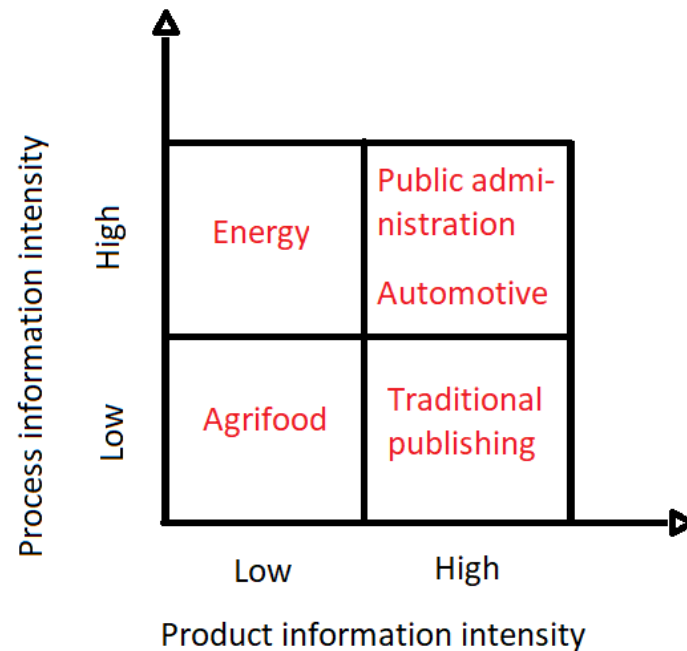 Process information intensity
High
Low
Energy
Public admi-
nistration
Automotive
Agrifood
Traditional
publishing
Low
High
Product information intensity